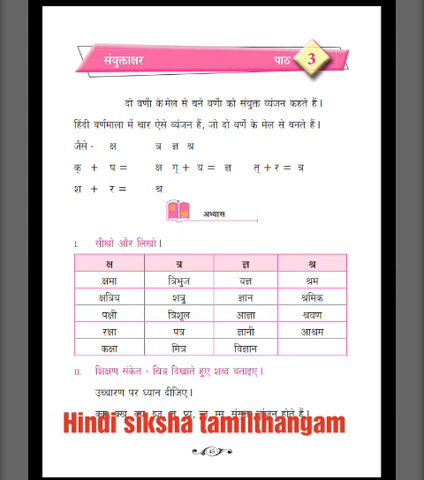 संयुक्ताक्षर पाठ 3
दो वर्णों के मेल से बने वर्णों को संयुक्त व्यंजन कहते हैं।
हिंदी वर्णमाला में चार ऐसे व्यंजन हैं, जो दो वर्णों के मेल से बनते हैं।
जैसे - क्ष त्र ज्ञ श्र
क् + ष = क्ष ग् + य = ज्ञ त् + र = त्र
श + र = श्र
अभ्यास
I. सीखो और लिखो।
क्ष त्र ज्ञ श्र
क्षमा त्रिभुज यज्ञ श्रम
क्षत्रिय शत्रु ज्ञान श्रमिक
पक्षी त्रिशूल आज्ञा श्रवण
रक्षा पत्र ज्ञानी आश्रम
कक्षा मित्र विज्ञान
II. शिक्षण संकेत - चित्र दिखाते हुए शब्द बताइए।
उच्चारण पर ध्यान दीजिए।
व्यंजन होते हैं।
Hindi siksha tamilthangam
45